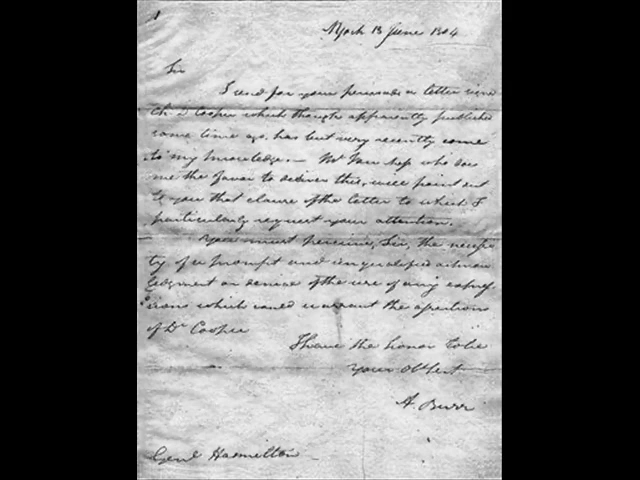 N York 18 June 1804
Sir
I send for your perusal a letter signed
Ch. D. Cooper which though apparently published
some time ago, has but very recently come
to my knowledge. — Mr Van Ness who does
me the favor to deliver this, will point out
to you that clause of the letter to which I
particularly request your attention.
You must perceive, Sir, the necessi-
ty of a prompt and unqualified acknow-
ledgment or denial of the use of any expres-
sions which could warrant the assertions
of Dr Cooper
I have the honor to be
Your Ob st
A. Burr
Genl Hamilton